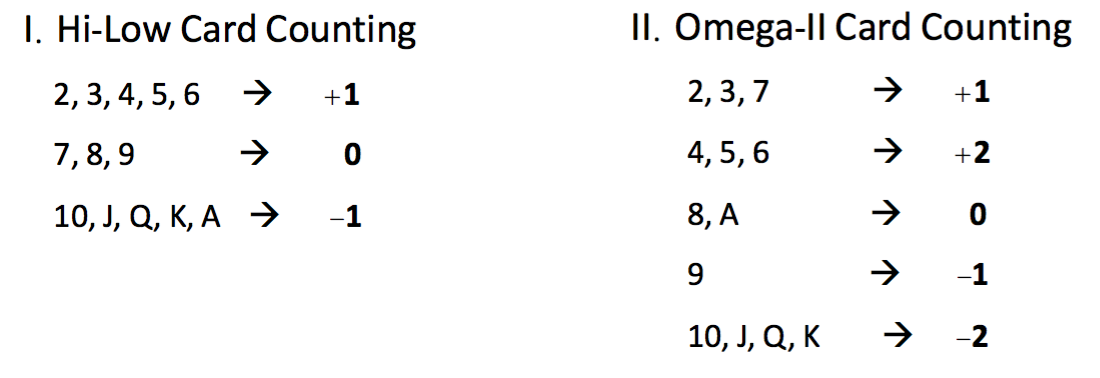 I. Hi-Low Card Counting
2, 3, 4, 5, 6 → +1
7, 8, 9 → 0
10, J, Q, K, A → –1
II. Omega-II Card Counting
2, 3, 7 → +1
4, 5, 6 → +2
8, A → 0
9 → –1
10, J, Q, K → –2